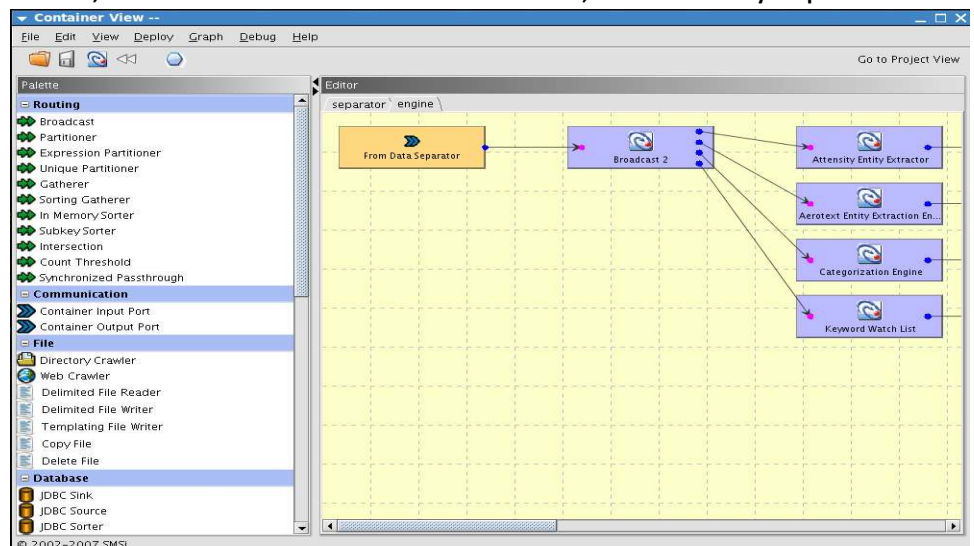 Container View --
File Edit View Deploy Graph Debug Help
Go to Project View
Palette
Editor
Routing
Broadcast
Partitioner
Expression Partitioner
Unique Partitioner
Gatherer
Sorting Gatherer
In Memory Sorter
Subkey Sorter
Intersection
Count Threshold
Synchronized Passthrough
Communication
Container Input Port
Container Output Port
File
Directory Crawler
Web Crawler
Delimited File Reader
Delimited File Writer
Templating File Writer
Copy File
Delete File
Database
JDBC Sink
JDBC Source
JDBC Sorter
© 2002-2007 SMSi
separator engine
From Data Separator
Broadcast 2
Attensity Entity Extractor
Aerotext Entity Extraction En...
Categorization Engine
Keyword Watch List